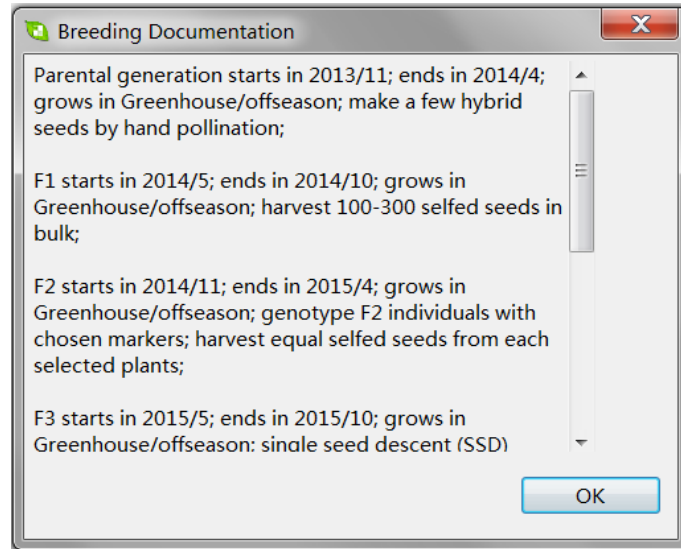 Breeding Documentation
Parental generation starts in 2013/11; ends in 2014/4;
grows in Greenhouse/offseason; make a few hybrid
seeds by hand pollination;
F1 starts in 2014/5; ends in 2014/10; grows in
Greenhouse/offseason; harvest 100-300 selfed seeds in
bulk;
F2 starts in 2014/11; ends in 2015/4; grows in
Greenhouse/offseason; genotype F2 individuals with
chosen markers; harvest equal selfed seeds from each
selected plants;
F3 starts in 2015/5; ends in 2015/10; grows in
Greenhouse/offseason: single seed descent (SSD)
OK